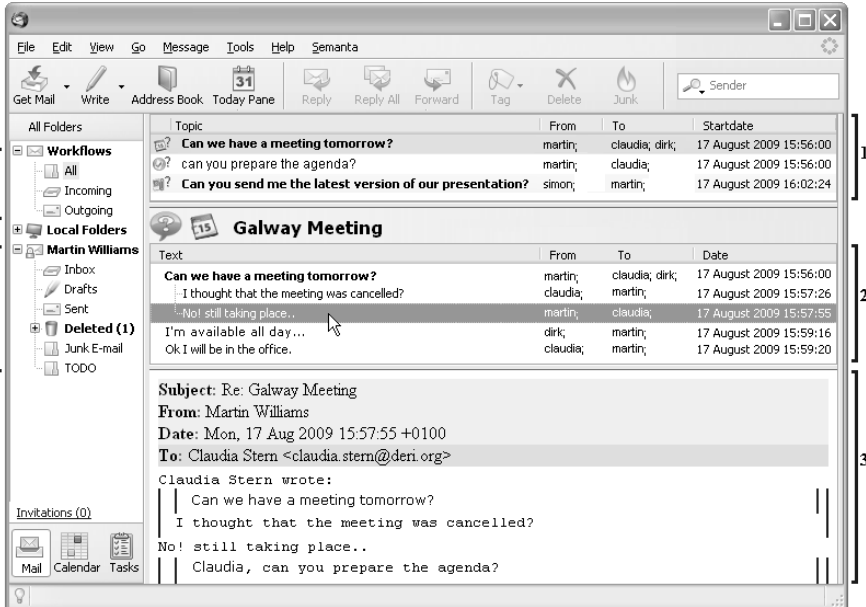 File Edit View Go Message Tools Help Semanta
Get Mail Write Address Book Today Pane Reply Reply All Forward Tag Delete Junk Sender
31
All Folders
Workflows
All
Incoming
Outgoing
Local Folders
Martin Williams
Inbox
Drafts
Sent
Deleted (1)
Junk E-mail
TODO
Invitations (0)
Mail Calendar Tasks
Topic From To Startdate
Can we have a meeting tomorrow? martin; claudia; dirk; 17 August 2009 15:56:00
can you prepare the agenda? martin; claudia; 17 August 2009 15:56:00
Can you send me the latest version of our presentation? simon; martin; 17 August 2009 16:02:24
1
15 Galway Meeting
Text From To Date
Can we have a meeting tomorrow? martin; claudia; dirk; 17 August 2009 15:56:00
I thought that the meeting was cancelled? claudia; martin; 17 August 2009 15:57:26
No! still taking place.. martin; claudia; 17 August 2009 15:57:55
I'm available all day... dirk; martin; 17 August 2009 15:59:16
Ok I will be in the office. claudia; martin; 17 August 2009 15:59:20
2
Subject: Re: Galway Meeting
From: Martin Williams
Date: Mon, 17 Aug 2009 15:57:55 +0100
To: Claudia Stern <claudia.stern@deri.org>
Claudia Stern wrote:
Can we have a meeting tomorrow?
I thought that the meeting was cancelled?
No! still taking place..
Claudia, can you prepare the agenda?
3